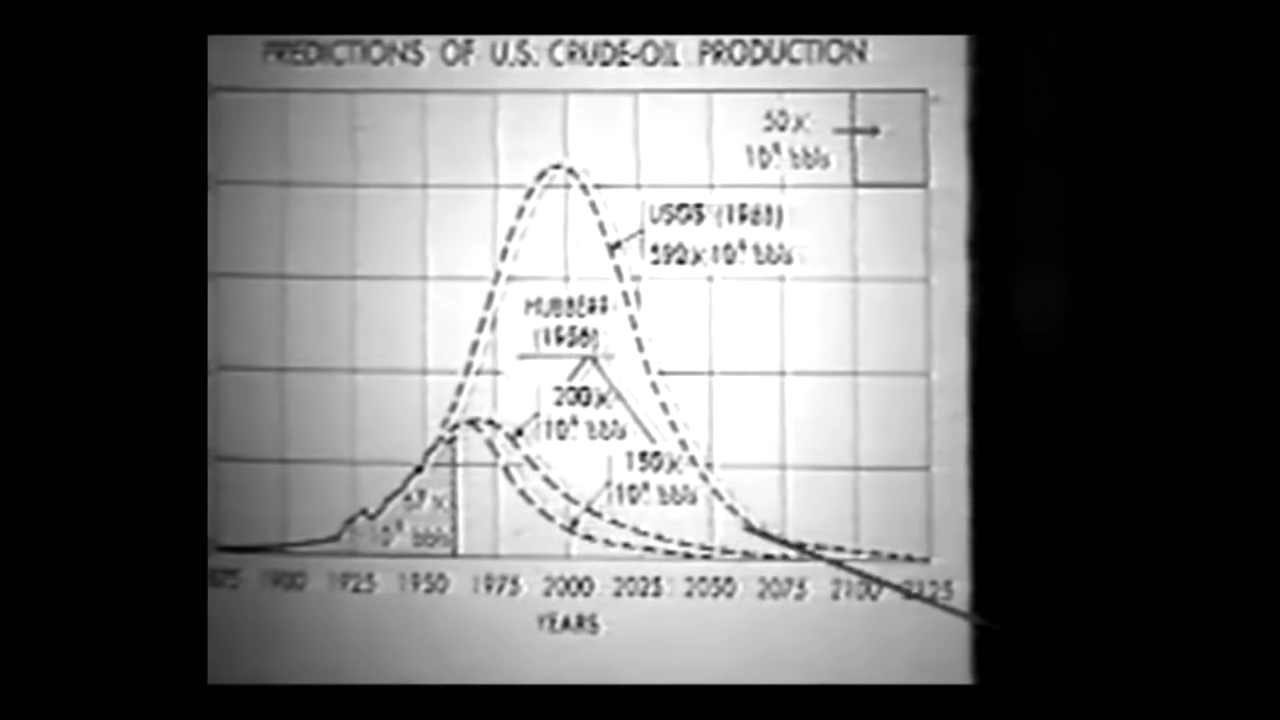 PREDICTIONS OF U.S. CRUDE-OIL PRODUCTION
50 x
10⁹ bbls
USGS (1961)
590 x 10⁹ bbls
HUBBERT
(1956)
200 x
10⁹ bbls
150 x
10⁹ bbls
67 x
10⁹ bbls
1900 1925 1950 1975 2000 2025 2050 2075 2100 2125
YEARS